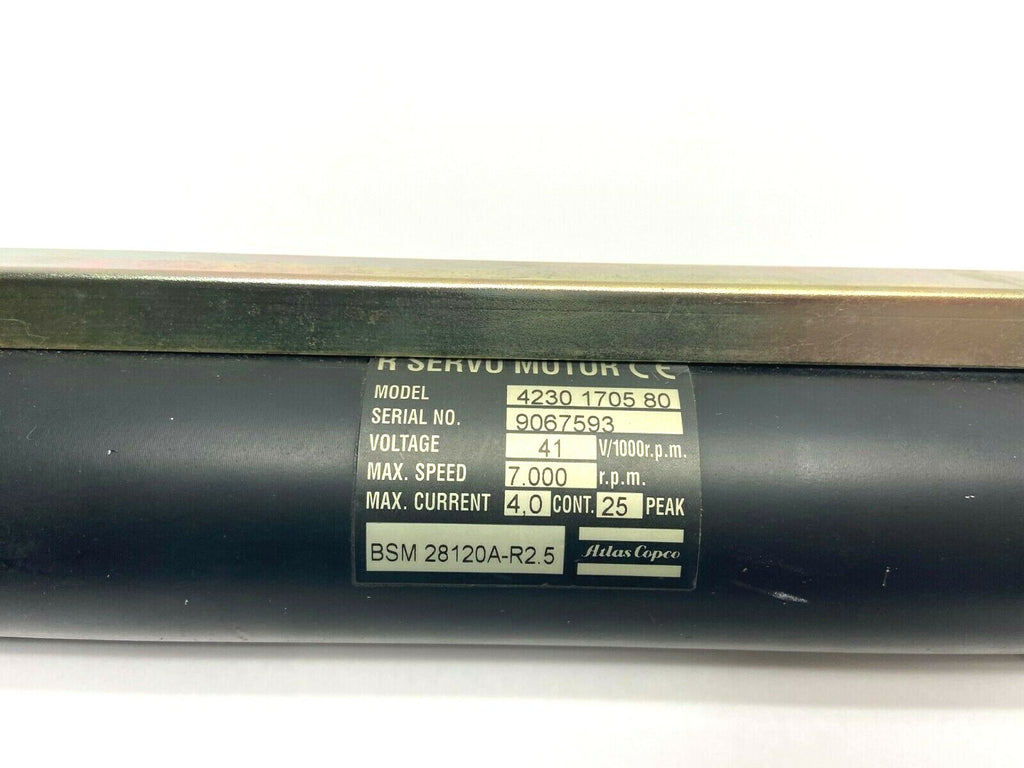 R SERVO MOTOR CE
MODEL 4230 1705 80
SERIAL NO. 9067593
VOLTAGE 41 V/1000r.p.m.
MAX. SPEED 7.000 r.p.m.
MAX. CURRENT 4,0 CONT. 25 PEAK
BSM 28120A-R2.5 Atlas Copco